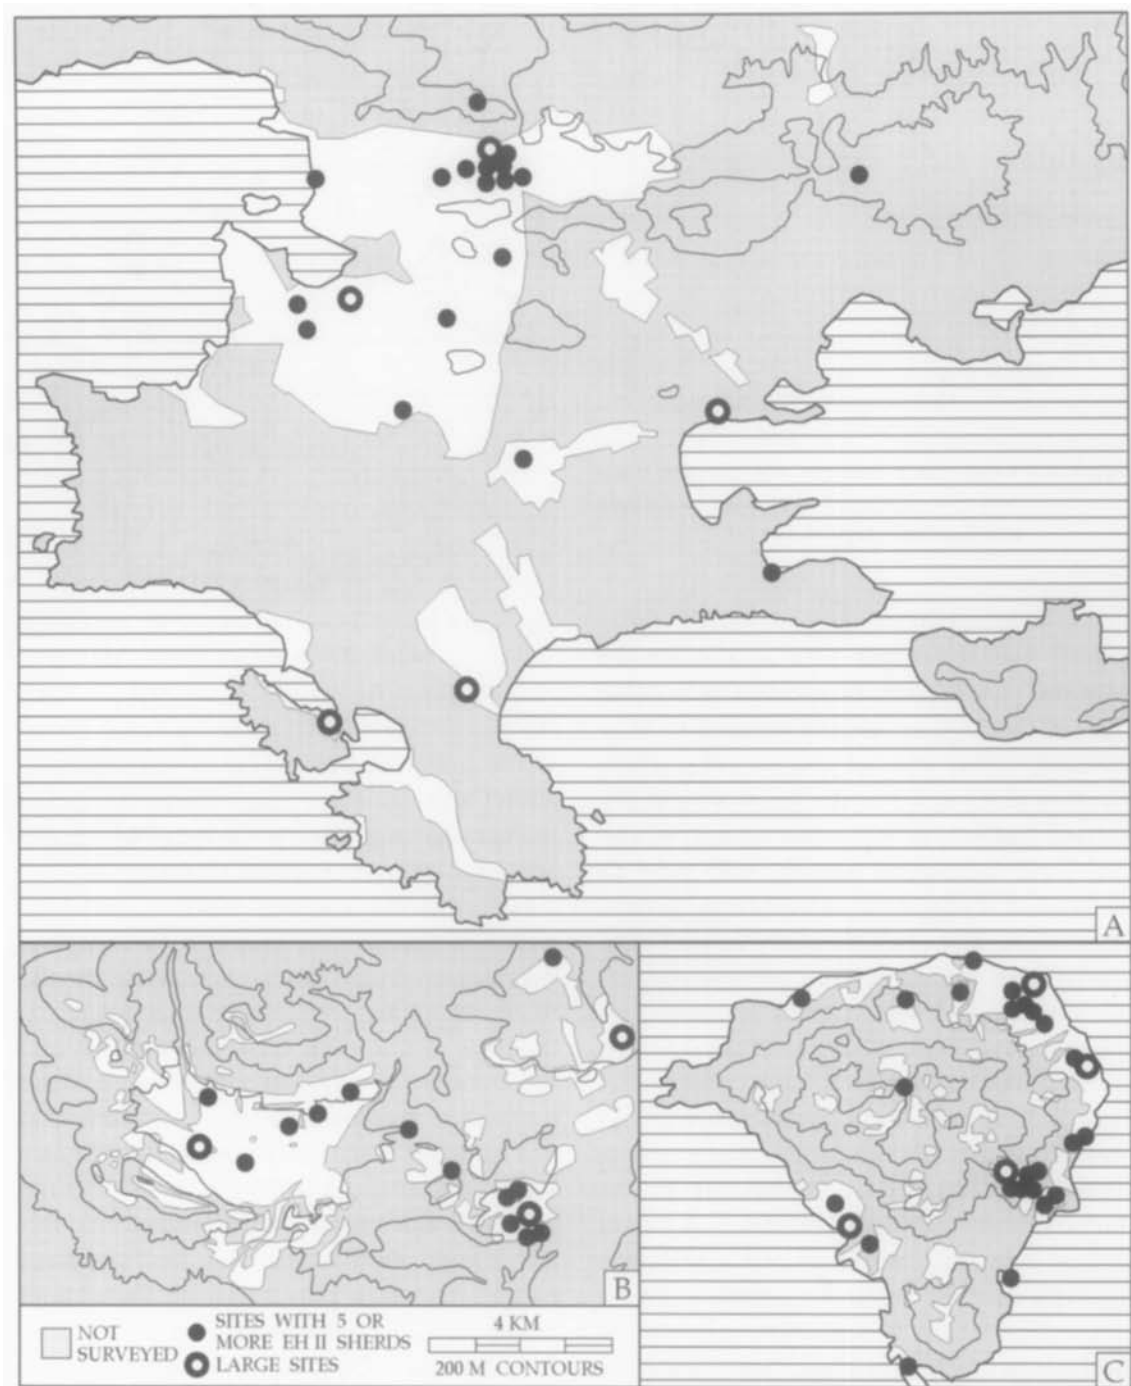 A
B
C
NOT
SURVEYED
SITES WITH 5 OR
MORE EH II SHERDS
LARGE SITES
4 KM
200 M CONTOURS